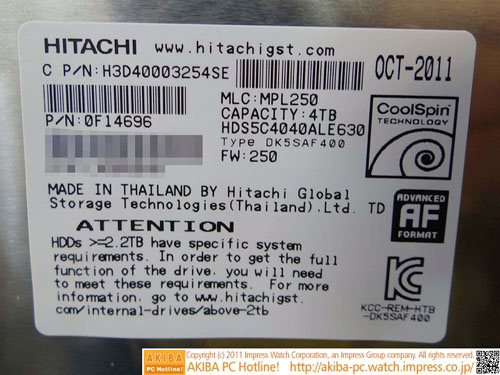 HITACHI www.hitachigst.com
C P/N:H3D40003254SE
OCT-2011
MLC:MPL250
CAPACITY:4TB
P/N:0F14696
HDS5C4040ALE630
Type DK5SAF400
FW:250
CoolSpin
TECHNOLOGY
MADE IN THAILAND BY Hitachi Global
Storage Technologies(Thailand).Ltd. TD
ADVANCED
AF
FORMAT
ATTENTION
HDDs >=2.2TB have specific system
requirements. In order to get the full
function of the drive, you will need
to meet these requirements. For more
information, go to www.hitachigst.
com/internal-drives/above-2tb
KCC-REM-HTB
-DK5SAF400
AKIBA
PC Hotline!
Copyright (c) 2011 Impress Watch Corporation, an Impress Group company. All rights reserved.
AKIBA PC Hotline! http://akiba-pc.watch.impress.co.jp/